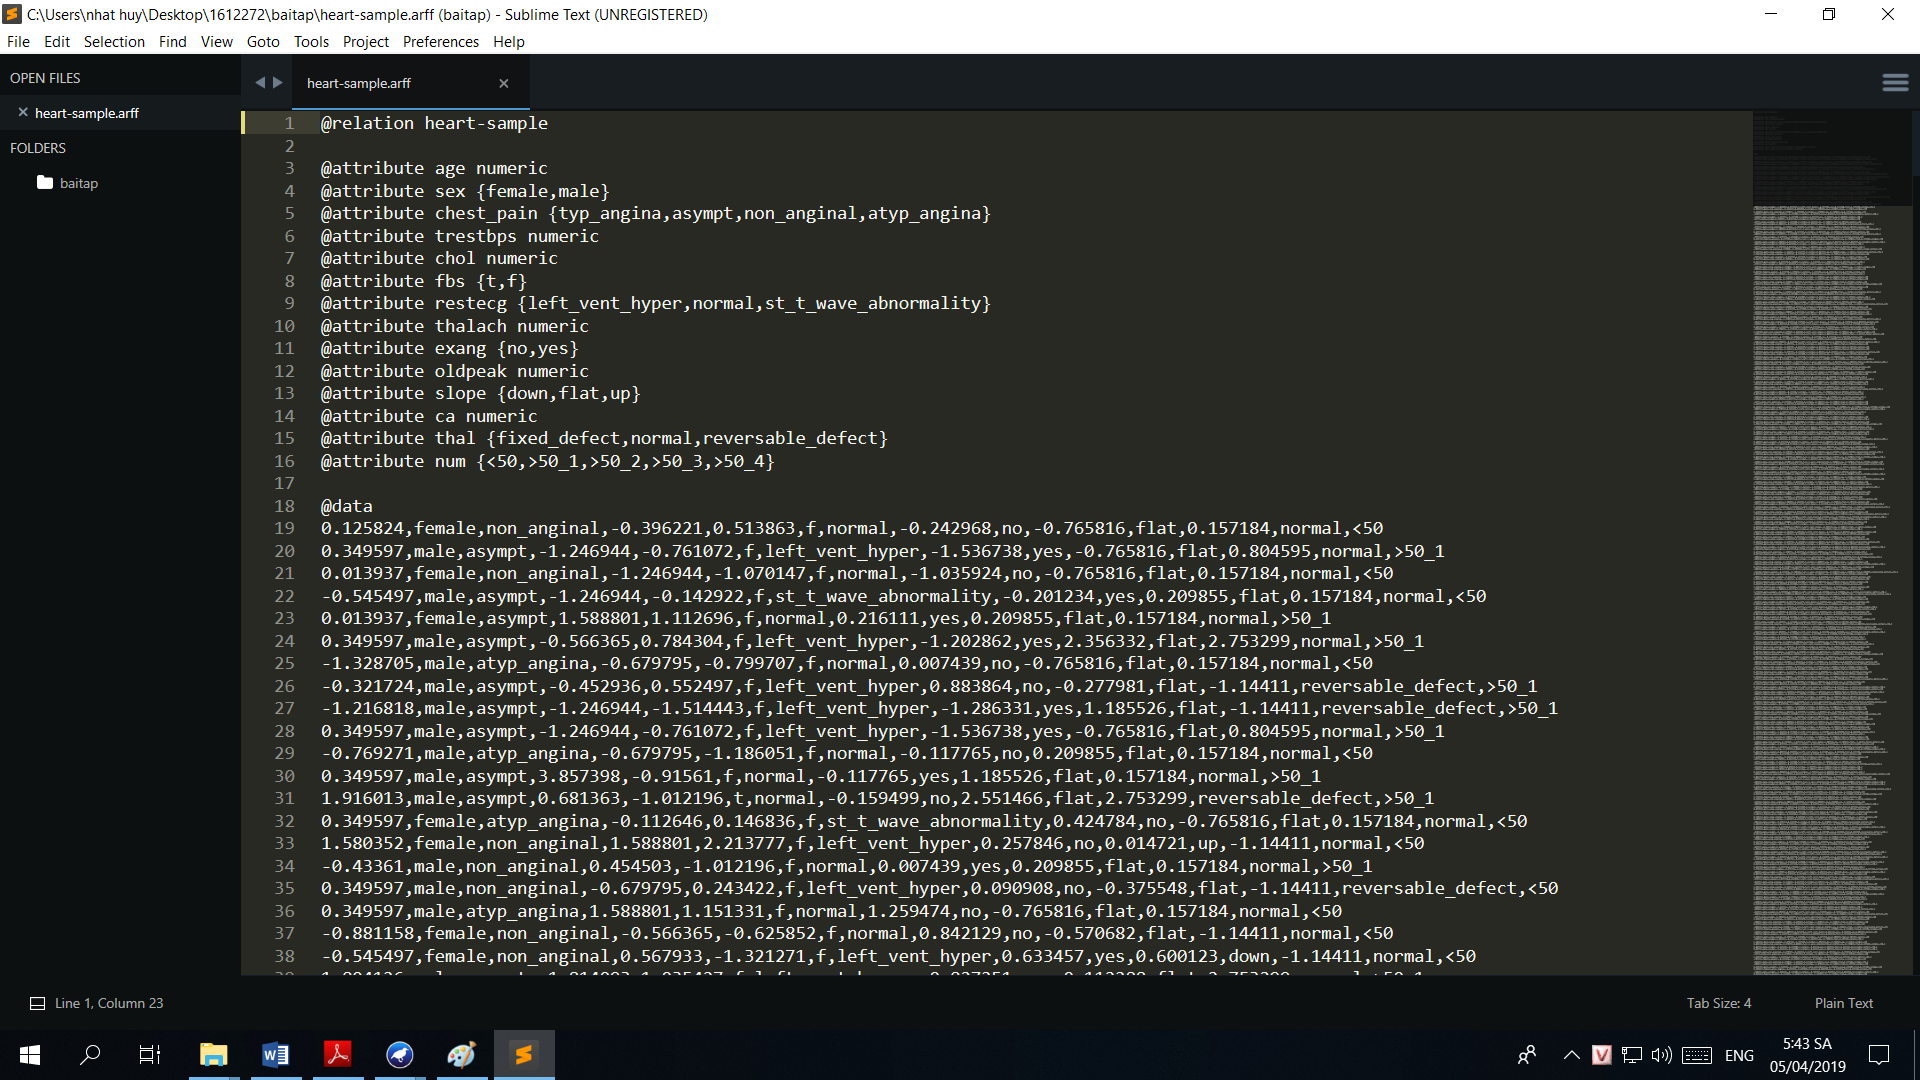 C:\Users\nhat huy\Desktop\1612272\baitap\heart-sample.arff (baitap) - Sublime Text (UNREGISTERED)
File Edit Selection Find View Goto Tools Project Preferences Help
OPEN FILES
heart-sample.arff
FOLDERS
baitap
heart-sample.arff
1 @relation heart-sample
2
3 @attribute age numeric
4 @attribute sex {female,male}
5 @attribute chest_pain {typ_angina,asympt,non_anginal,atyp_angina}
6 @attribute trestbps numeric
7 @attribute chol numeric
8 @attribute fbs {t,f}
9 @attribute restecg {left_vent_hyper,normal,st_t_wave_abnormality}
10 @attribute thalach numeric
11 @attribute exang {no,yes}
12 @attribute oldpeak numeric
13 @attribute slope {down,flat,up}
14 @attribute ca numeric
15 @attribute thal {fixed_defect,normal,reversable_defect}
16 @attribute num {<50,>50_1,>50_2,>50_3,>50_4}
17
18 @data
19 0.125824,female,non_anginal,-0.396221,0.513863,f,normal,-0.242968,no,-0.765816,flat,0.157184,normal,<50
20 0.349597,male,asympt,-1.246944,-0.761072,f,left_vent_hyper,-1.536738,yes,-0.765816,flat,0.804595,normal,>50_1
21 0.013937,female,non_anginal,-1.246944,-1.070147,f,normal,-1.035924,no,-0.765816,flat,0.157184,normal,<50
22 -0.545497,male,asympt,-1.246944,-0.142922,f,st_t_wave_abnormality,-0.201234,yes,0.209855,flat,0.157184,normal,<50
23 0.013937,female,asympt,1.588801,1.112696,f,normal,0.216111,yes,0.209855,flat,0.157184,normal,>50_1
24 0.349597,male,asympt,-0.566365,0.784304,f,left_vent_hyper,-1.202862,yes,2.356332,flat,2.753299,normal,>50_1
25 -1.328705,male,atyp_angina,-0.679795,-0.799707,f,normal,0.007439,no,-0.765816,flat,0.157184,normal,<50
26 -0.321724,male,asympt,-0.452936,0.552497,f,left_vent_hyper,0.883864,no,-0.277981,flat,-1.14411,reversable_defect,>50_1
27 -1.216818,male,asympt,-1.246944,-1.514443,f,left_vent_hyper,-1.286331,yes,1.185526,flat,-1.14411,reversable_defect,>50_1
28 0.349597,male,asympt,-1.246944,-0.761072,f,left_vent_hyper,-1.536738,yes,-0.765816,flat,0.804595,normal,>50_1
29 -0.769271,male,atyp_angina,-0.679795,-1.186051,f,normal,-0.117765,no,0.209855,flat,0.157184,normal,<50
30 0.349597,male,asympt,3.857398,-0.91561,f,normal,-0.117765,yes,1.185526,flat,0.157184,normal,>50_1
31 1.916013,male,asympt,0.681363,-1.012196,t,normal,-0.159499,no,2.551466,flat,2.753299,reversable_defect,>50_1
32 0.349597,female,atyp_angina,-0.112646,0.146836,f,st_t_wave_abnormality,0.424784,no,-0.765816,flat,0.157184,normal,<50
33 1.580352,female,non_anginal,1.588801,2.213777,f,left_vent_hyper,0.257846,no,0.014721,up,-1.14411,normal,<50
34 -0.43361,male,non_anginal,0.454503,-1.012196,f,normal,0.007439,yes,0.209855,flat,0.157184,normal,>50_1
35 0.349597,male,non_anginal,-0.679795,0.243422,f,left_vent_hyper,0.090908,no,-0.375548,flat,-1.14411,reversable_defect,<50
36 0.349597,male,atyp_angina,1.588801,1.151331,f,normal,1.259474,no,-0.765816,flat,0.157184,normal,<50
37 -0.881158,female,non_anginal,-0.566365,-0.625852,f,normal,0.842129,no,-0.570682,flat,-1.14411,normal,<50
38 -0.545497,female,non_anginal,0.567933,-1.321271,f,left_vent_hyper,0.633457,yes,0.600123,down,-1.14411,normal,<50
Line 1, Column 23
Tab Size: 4
Plain Text
ENG
5:43 SA
05/04/2019